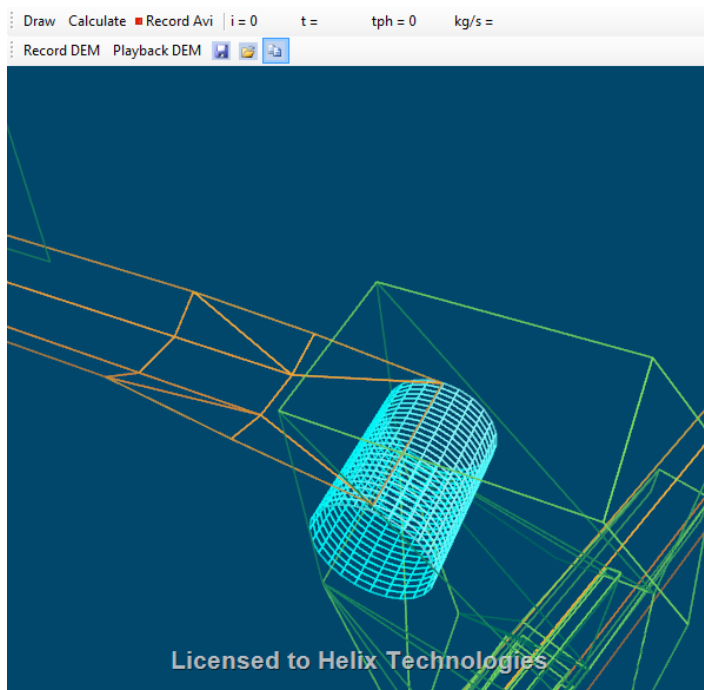 Draw Calculate Record Avi i = 0 t = tph = 0 kg/s =
Record DEM Playback DEM
Licensed to Helix Technologies